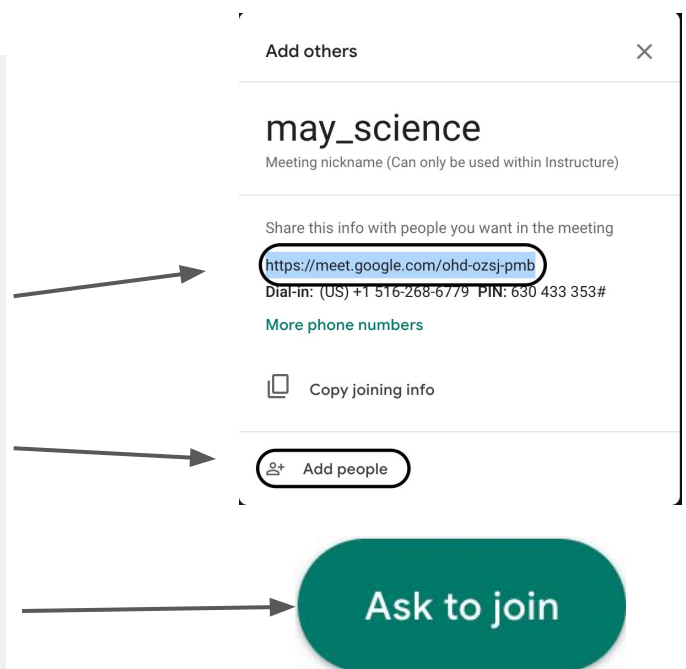 Add others
may_science
Meeting nickname (Can only be used within Instructure)
Share this info with people you want in the meeting
https://meet.google.com/ohd-ozsj-pmb
Dial-in: (US) +1 516-268-6779 PIN: 630 433 353#
More phone numbers
Copy joining info
Add people
Ask to join